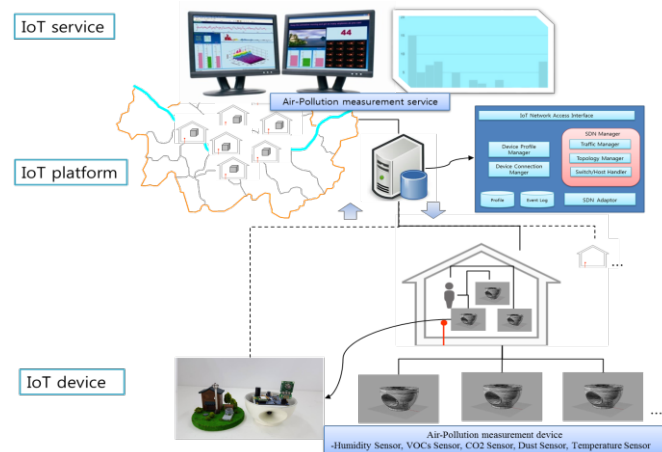 IoT service
44
Air-Pollution measurement service
IoT platform
IoT Network Access Interface
SDN Manager
Device Profile
Manager
Traffic Manager
Device Connection
Manger
Topology Manager
Switch/Host Handler
Profile
Event Log
SDN Adaptor
...
IoT device
...
Air-Pollution measurement device
-Humidity Sensor, VOCs Sensor, CO2 Sensor, Dust Sensor, Temperature Sensor